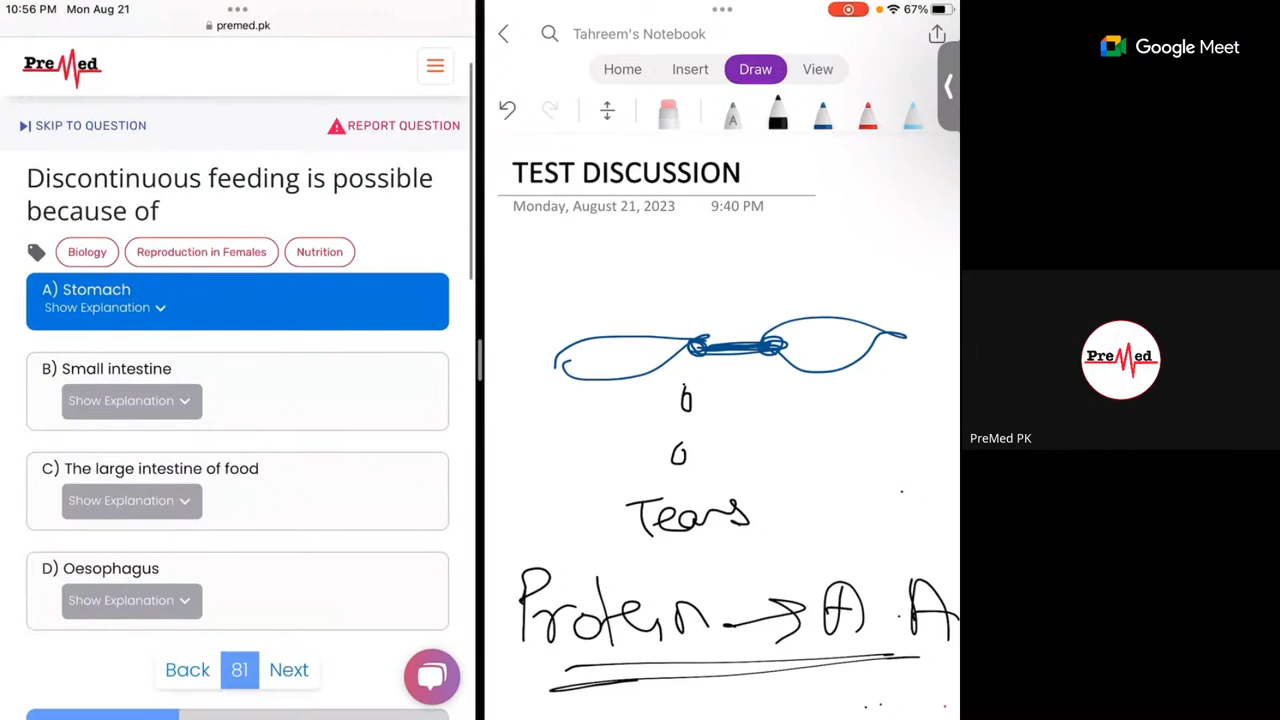 10:56 PM Mon Aug 21
premed.pk
PreMed
SKIP TO QUESTION
REPORT QUESTION
Discontinuous feeding is possible
because of
Biology
Reproduction in Females
Nutrition
A) Stomach
Show Explanation
B) Small intestine
Show Explanation
C) The large intestine of food
Show Explanation
D) Oesophagus
Show Explanation
Back
81
Next
67%
Tahreem's Notebook
Home
Insert
Draw
View
A
TEST DISCUSSION
Monday, August 21, 2023
9:40 PM
Tears
Protein → A.A
Google Meet
PreMed
PreMed PK